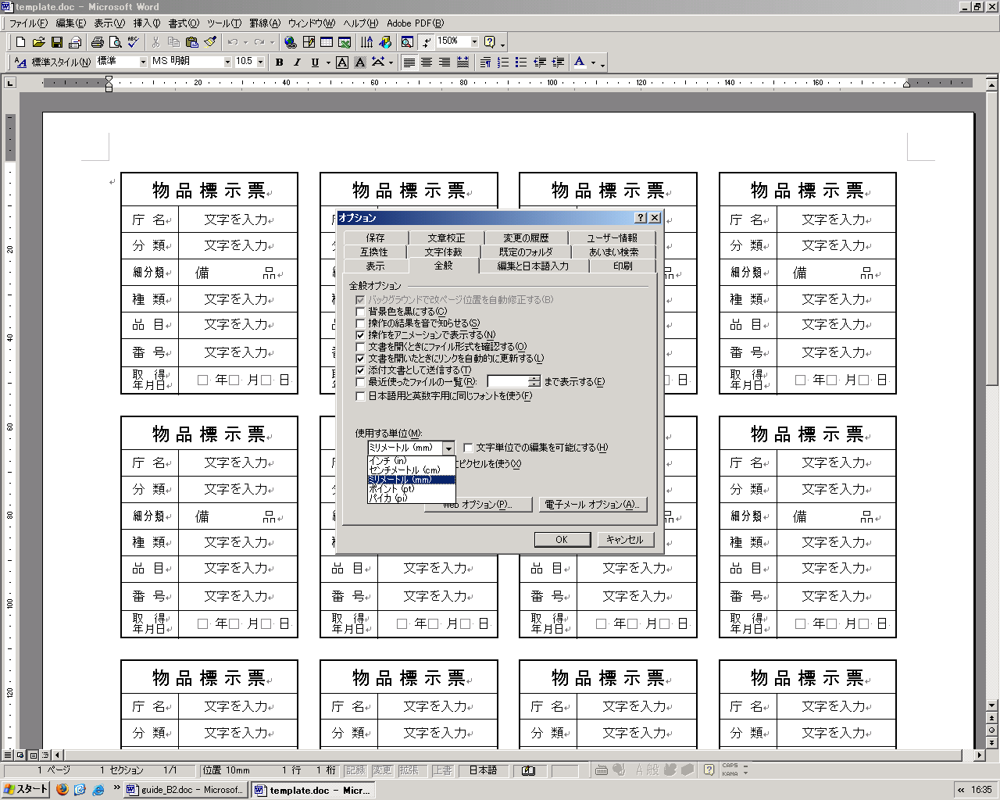 template.doc - Microsoft Word
ファイル(F) 編集(E) 表示(V) 挿入(I) 書式(O) ツール(T) 罫線(A) ウィンドウ(W) ヘルプ(H) Adobe PDF(B)
150%
標準スタイル(N) 標準 MS 明朝 10.5 B I U A A A
20 40 60 80 100 120 140 160
物品標示票 物品標示票 物品標示票 物品標示票
庁 名 文字を入力 庁 文字を入力 庁 名 文字を入力
分 類 文字を入力 分 類 文字を入力
細分類 備 品 細分類 備 品
種 類 文字を入力 種 類 文字を入力
品 目 文字を入力 品 目 文字を入力
番 号 文字を入力 番 号 文字を入力
取 得 年月日 □ 年□ 月□ 日 取 得 年月日 □ 年□ 月□ 日
オプション
保存 文章校正 変更の履歴 ユーザー情報
互換性 文字体裁 既定のフォルダ あいまい検索
表示 全般 編集と日本語入力 印刷
全般オプション
バックグラウンドで改ページ位置を自動修正する(B)
背景色を黒にする(C)
操作の結果を音で知らせる(S)
操作をアニメーションで表示する(N)
文書を開くときにファイル形式を確認する(O)
文書を開いたときにリンクを自動的に更新する(L)
添付文書として送信する(T)
最近使ったファイルの一覧(R): まで表示する(E)
日本語用と英数字用に同じフォントを使う(F)
使用する単位(M):
ミリメートル (mm) 文字単位での編集を可能にする(H)
インチ (in) ピクセルを使う(X)
センチメートル (cm)
ミリメートル (mm)
ポイント (pt)
パイカ (pi)
Web オプション(P)... 電子メール オプション(A)...
OK キャンセル
物品標示票 物品標示票
庁 名 文字を入力 庁 名 文字を入力
分 類 文字を入力 分 類 文字を入力
細分類 備 品 細分類 備 品
種 類 文字を入力 種 類 文字を入力
品 目 文字を入力 品 目 文字を入力 品 目 文字を入力 品 目 文字を入力
番 号 文字を入力 番 号 文字を入力 番 号 文字を入力 番 号 文字を入力
取 得 年月日 □ 年□ 月□ 日 取 得 年月日 □ 年□ 月□ 日 取 得 年月日 □ 年□ 月□ 日 取 得 年月日 □ 年□ 月□ 日
物品標示票 物品標示票 物品標示票 物品標示票
庁 名 文字を入力 庁 名 文字を入力 庁 名 文字を入力 庁 名 文字を入力
分 類 文字を入力 分 類 文字を入力 分 類 文字を入力 分 類 文字を入力
20
40
60
80
100
120
1 ページ 1 セクション 1/1 位置 10mm 1 行 1 桁 記録 変更 拡張 上書 日本語 A 般 CAPS KANA
スタート guide_B2.doc - Microsof... template.doc - Micr... 16:35